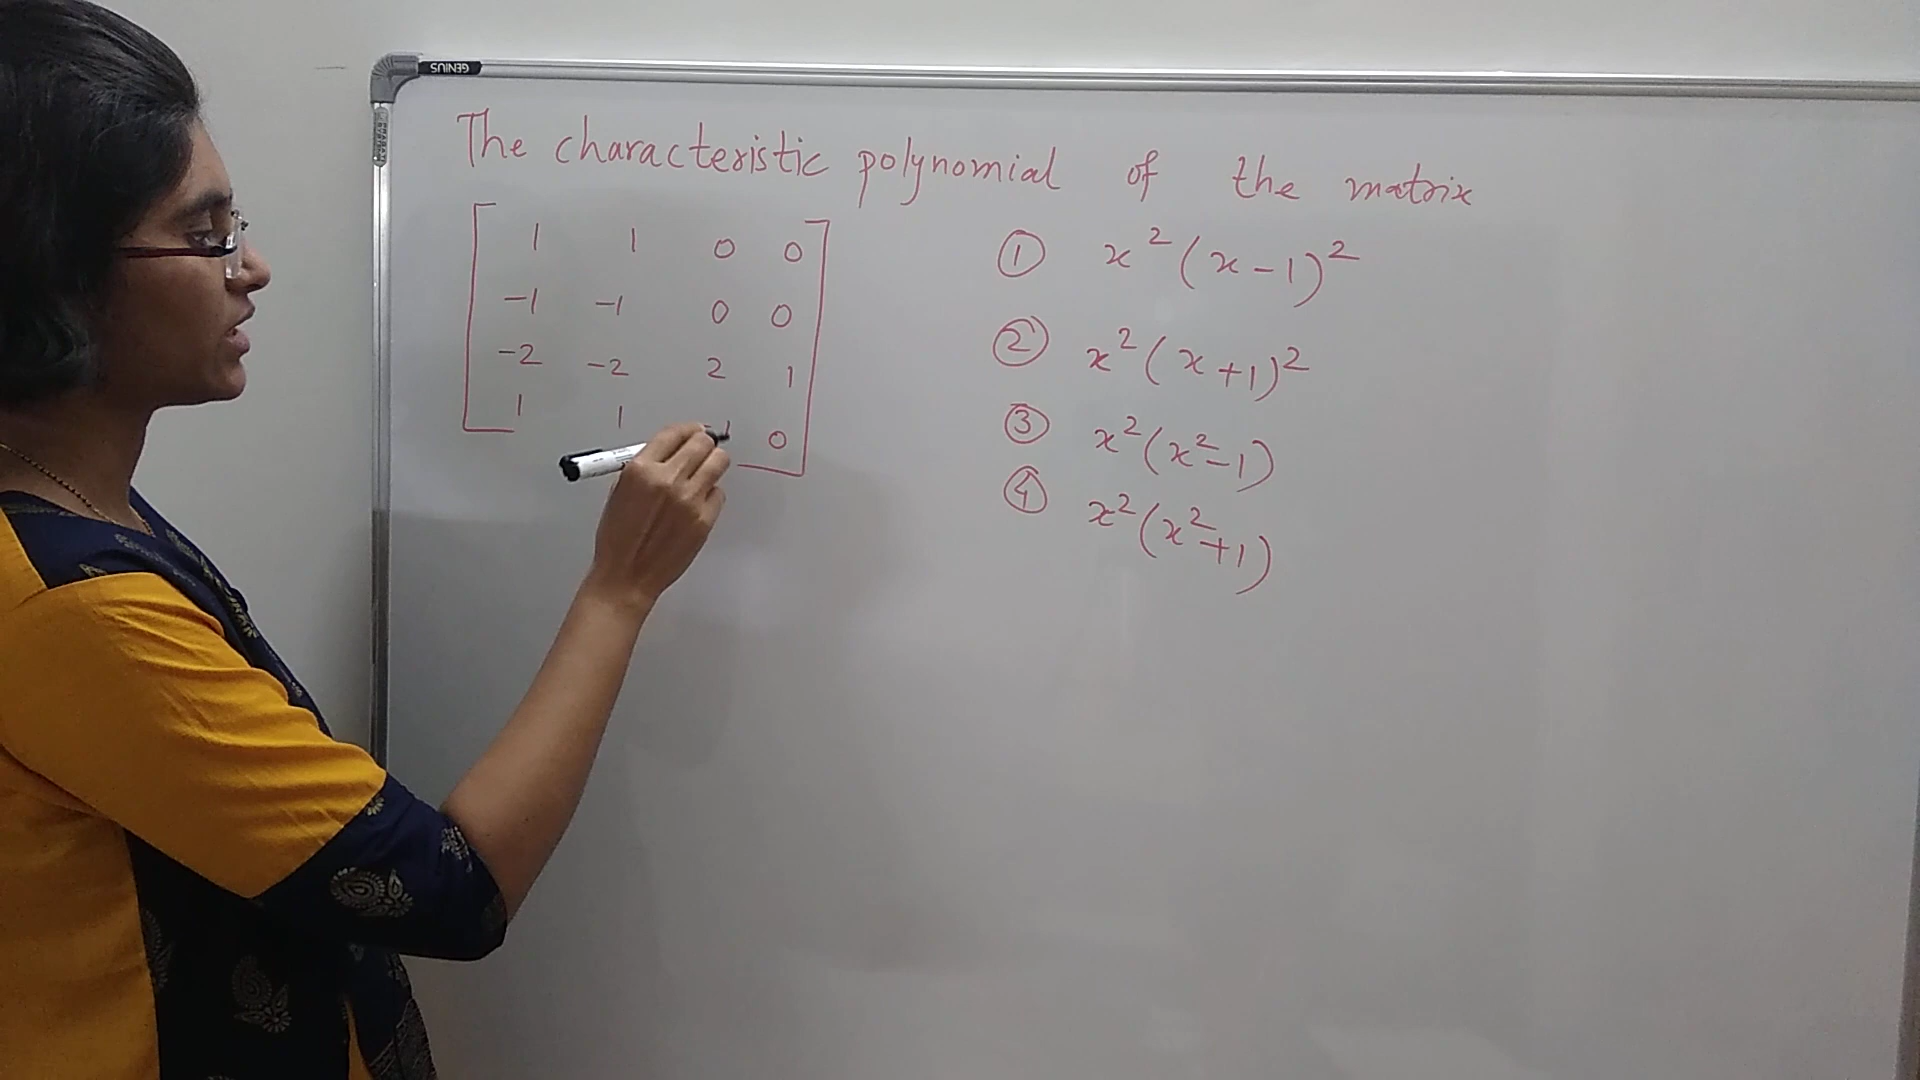 GENIUS
The characteristic polynomial of the matrix
1 1 0 0
-1 -1 0 0
-2 -2 2 1
1 1 0
① x²(x-1)²
② x²(x+1)²
③ x²(x²-1)
④ x²(x²+1)